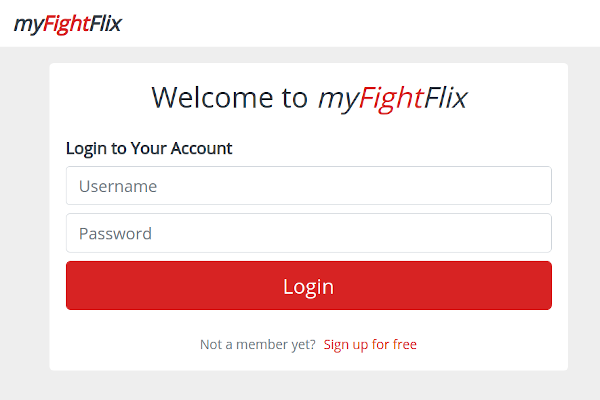 myFightFlix
Welcome to myFightFlix
Login to Your Account
Username
Password
Login
Not a member yet? Sign up for free